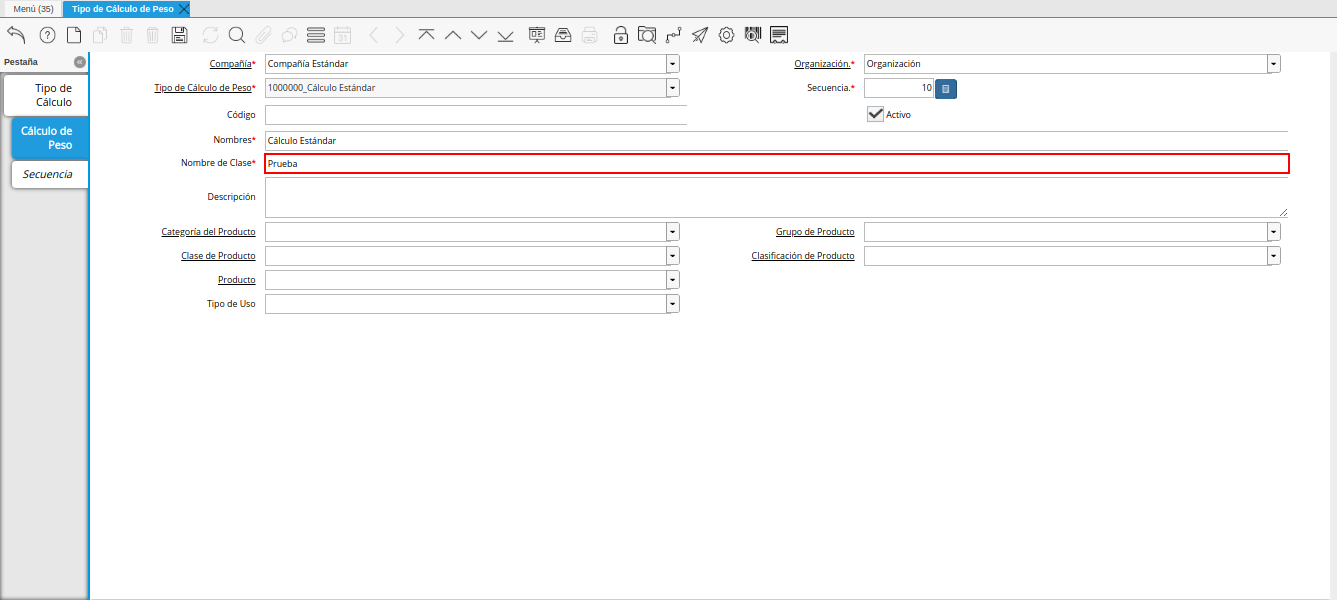 Menú (35)
Tipo de Cálculo de Peso
31
Pestaña
Tipo de
Cálculo
Cálculo de
Peso
Secuencia
Compañía* Compañía Estándar
Organización.* Organización
Tipo de Cálculo de Peso* 1000000_Cálculo Estándar
Secuencia.* 10
Código
Activo
Nombres* Cálculo Estándar
Nombre de Clase* Prueba
Descripción
Categoría del Producto
Grupo de Producto
Clase de Producto
Clasificación de Producto
Producto
Tipo de Uso